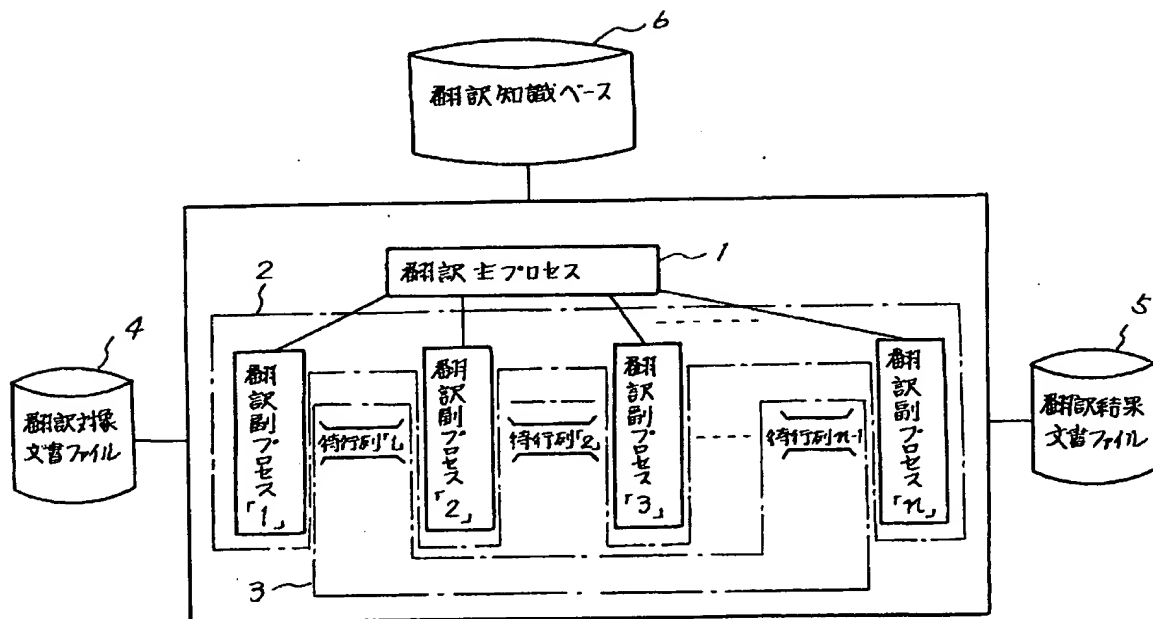 6
翻訳知識ベース
1
翻訳主プロセス
2
4
翻訳対象
文書ファイル
翻訳副プロセス「1」
待行列「1」
翻訳副プロセス「2」
待行列「2」
翻訳副プロセス「3」
待行列n-1
翻訳副プロセス「n」
5
翻訳結果
文書ファイル
3